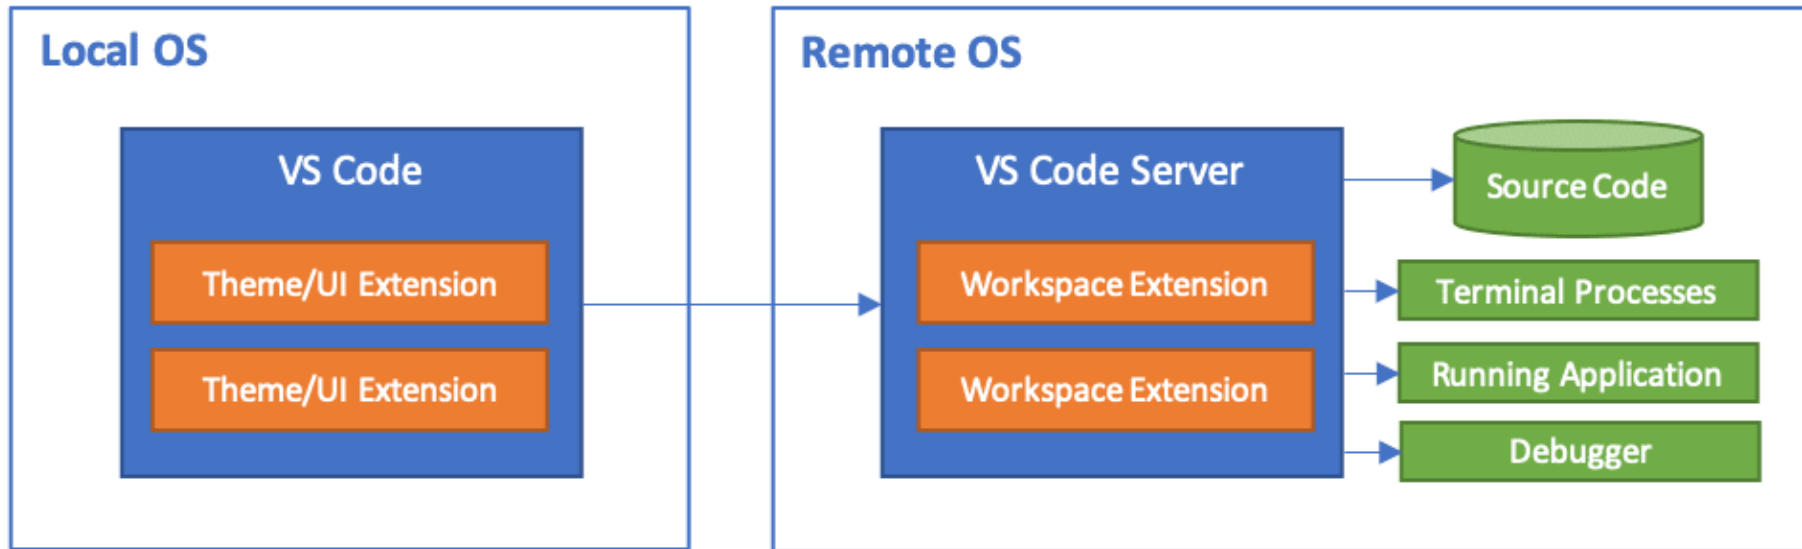 Local OS
VS Code
Theme/UI Extension
Theme/UI Extension
Remote OS
VS Code Server
Workspace Extension
Workspace Extension
Source Code
Terminal Processes
Running Application
Debugger